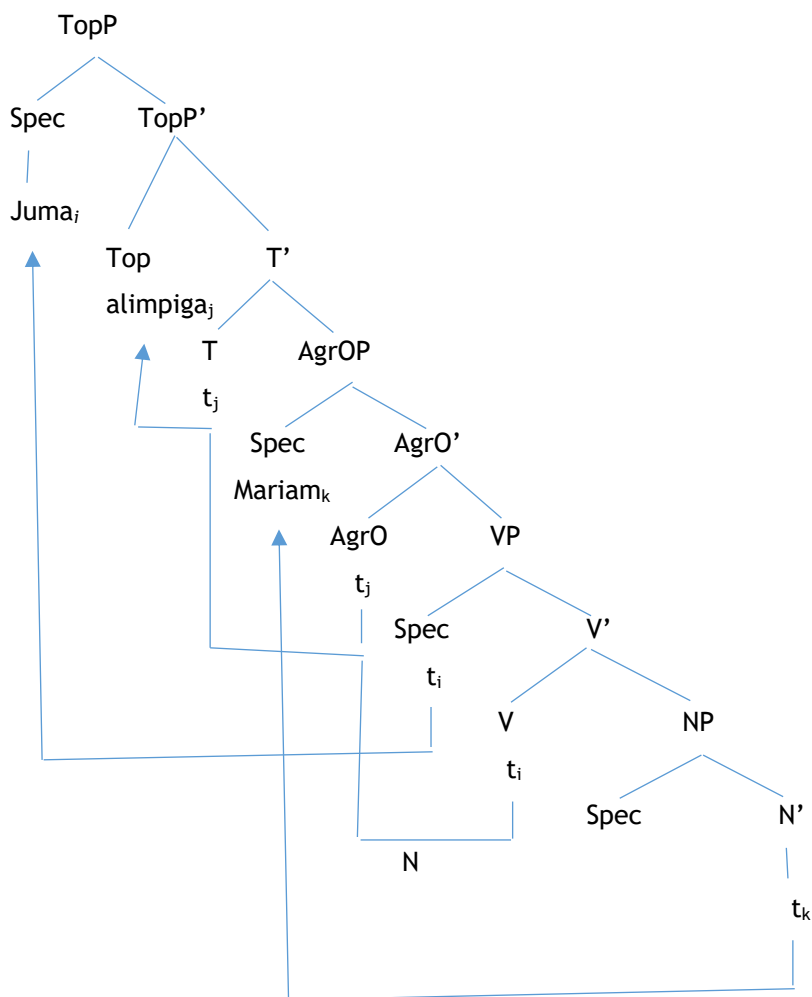 TopP
Spec TopP’
Jumaᵢ
Top T’
alimpigaⱼ
T AgrOP
tⱼ
Spec AgrO’
Mariamₖ
AgrO VP
tⱼ
Spec V’
tᵢ
V NP
tᵢ
Spec N’
N
tₖ